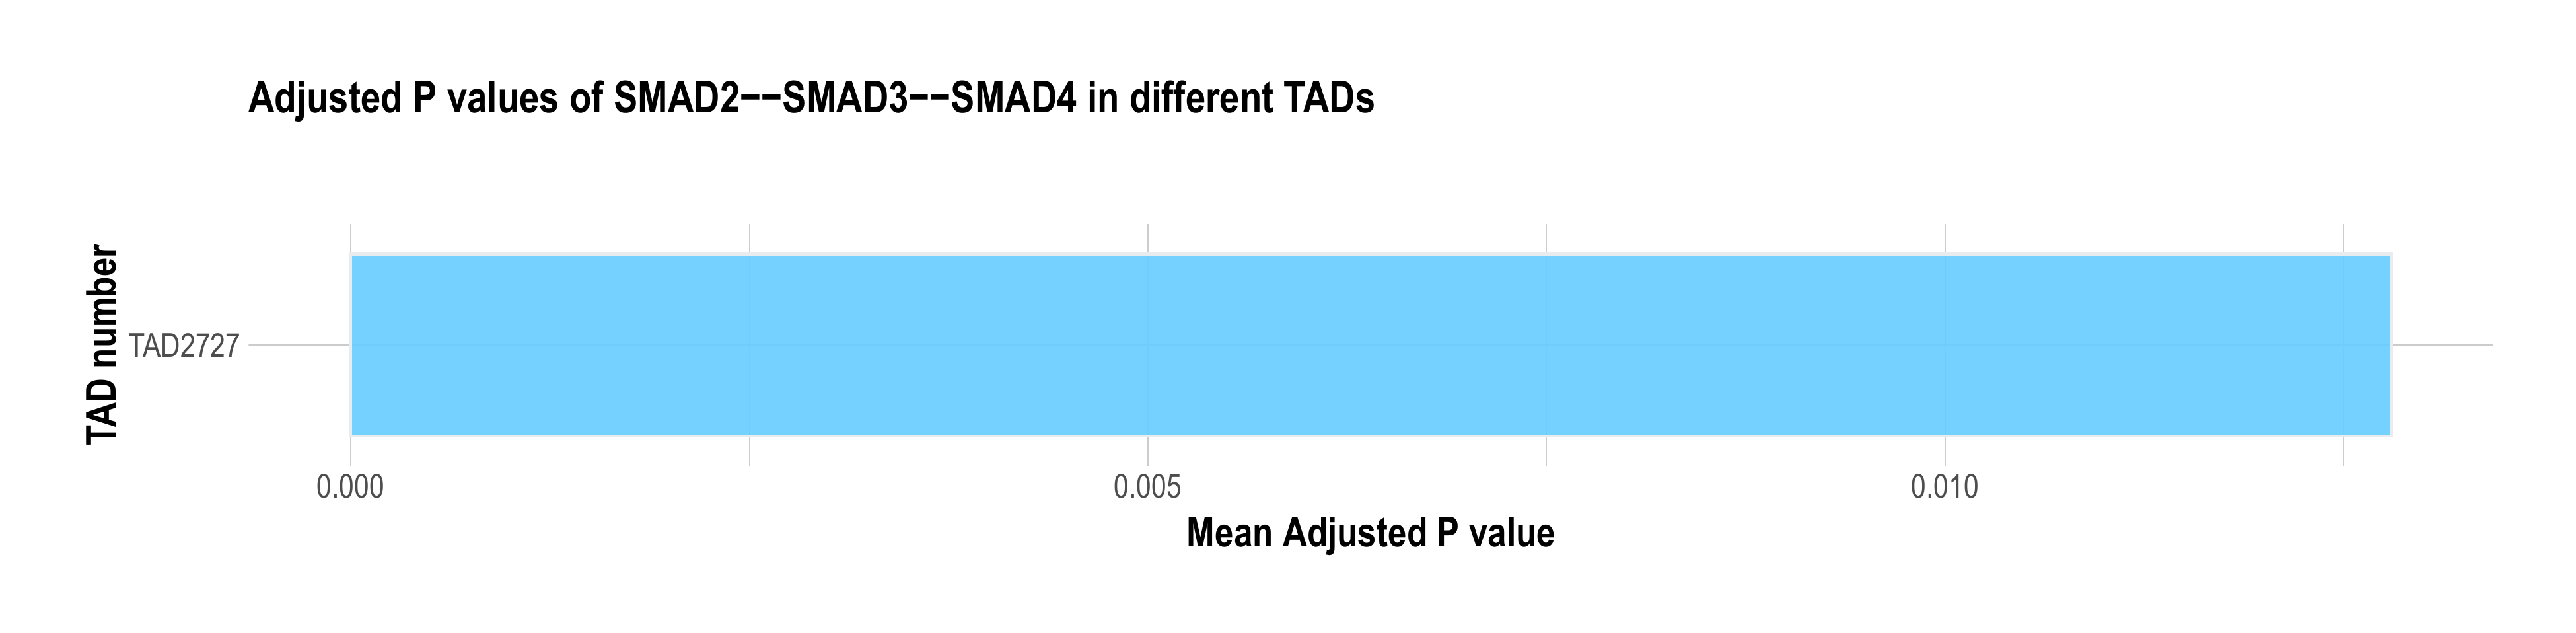 Adjusted P values of SMAD2−−SMAD3−−SMAD4 in different TADs
TAD number
TAD2727
0.000
0.005
0.010
Mean Adjusted P value